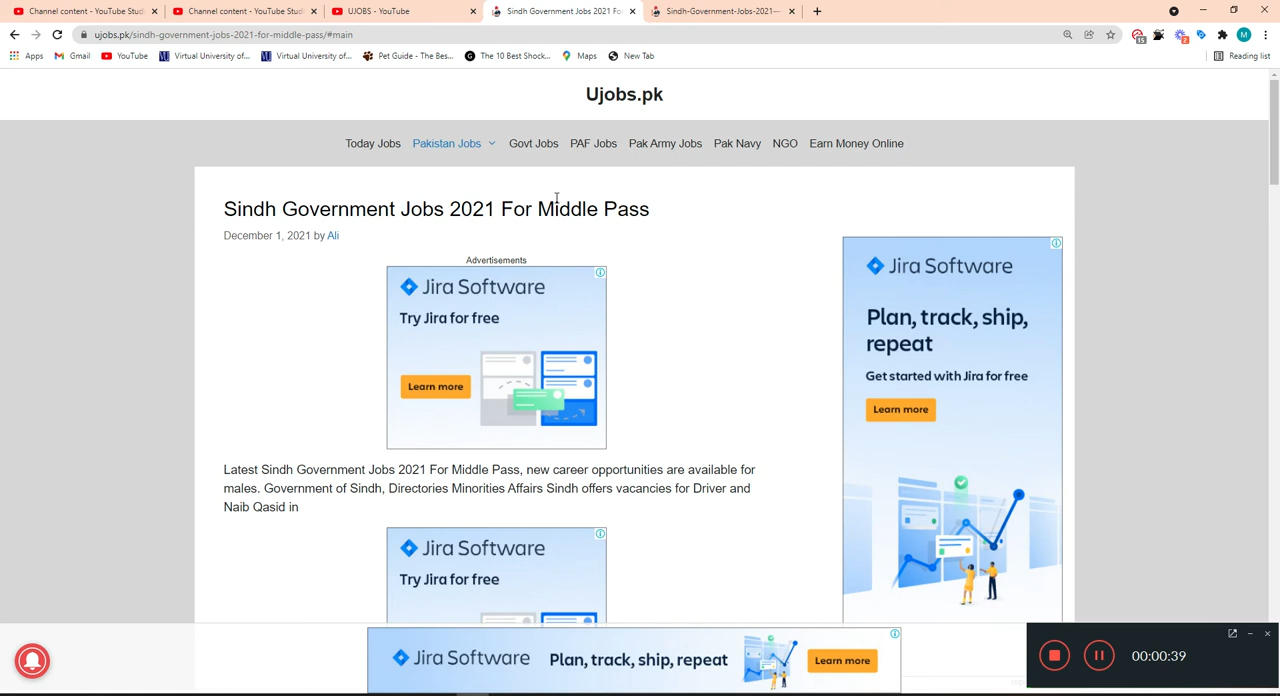 Channel content - YouTube Studi
Channel content - YouTube Studi
UJOBS - YouTube
Sindh Government Jobs 2021 Fo
Sindh-Government-Jobs-2021—
ujobs.pk/sindh-government-jobs-2021-for-middle-pass/#main
15
2
M
Apps
Gmail
YouTube
Virtual University of...
Virtual University of...
Pet Guide - The Bes...
The 10 Best Shock...
Maps
New Tab
Reading list
Ujobs.pk
Today Jobs
Pakistan Jobs
Govt Jobs
PAF Jobs
Pak Army Jobs
Pak Navy
NGO
Earn Money Online
Sindh Government Jobs 2021 For Middle Pass
December 1, 2021 by Ali
Advertisements
Jira Software
Try Jira for free
Learn more
Jira Software
Plan, track, ship,
repeat
Get started with Jira for free
Learn more
Latest Sindh Government Jobs 2021 For Middle Pass, new career opportunities are available for
males. Government of Sindh, Directories Minorities Affairs Sindh offers vacancies for Driver and
Naib Qasid in
Jira Software
Try Jira for free
Jira Software
Plan, track, ship, repeat
Learn more
00:00:39